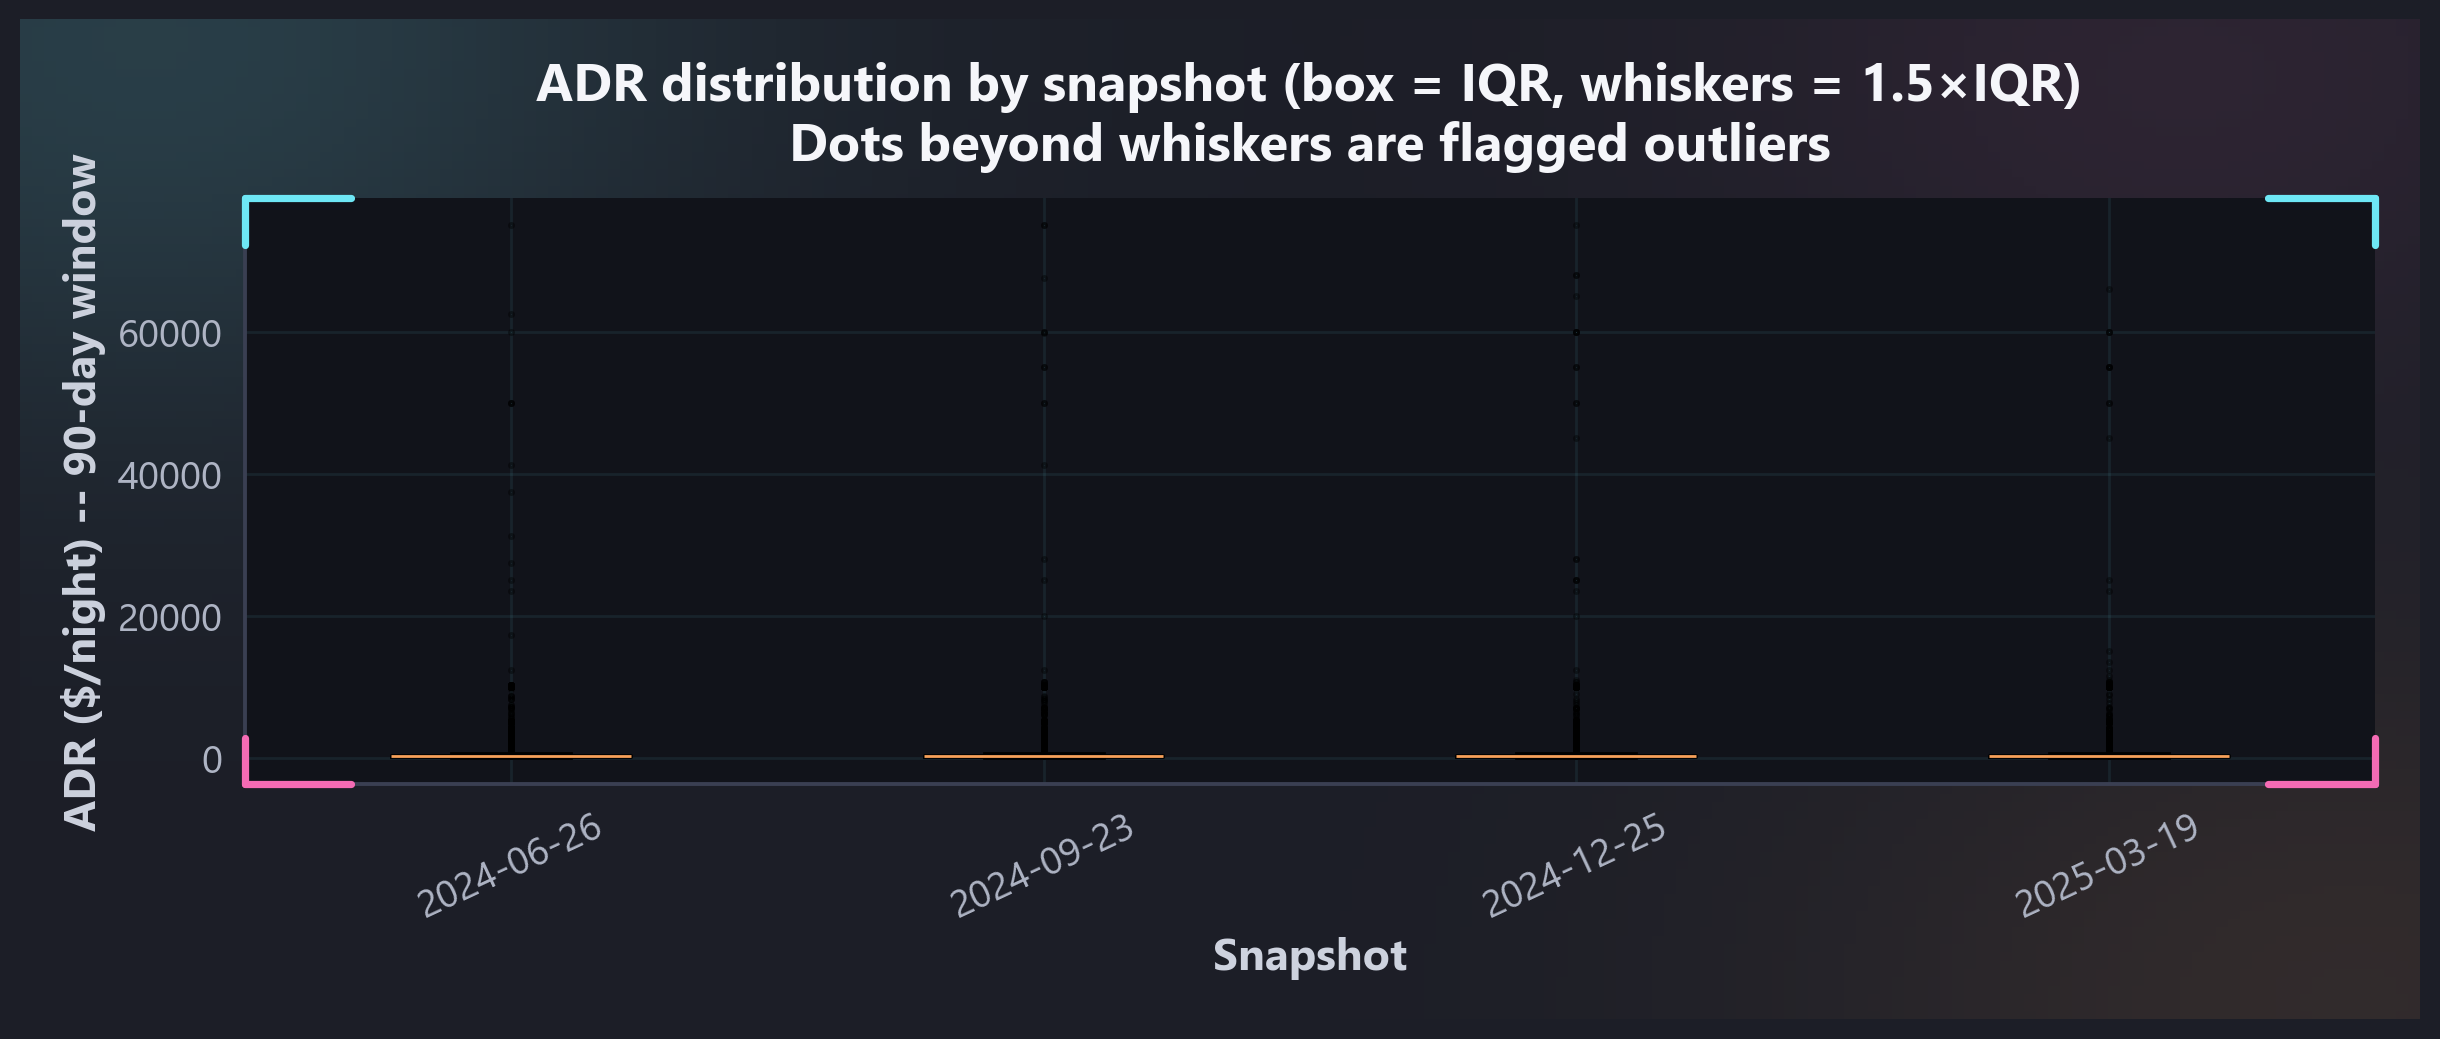 ADR distribution by snapshot (box = IQR, whiskers = 1.5×IQR)
Dots beyond whiskers are flagged outliers
ADR ($/night) -- 90-day window
60000
40000
20000
0
2024-06-26
2024-09-23
2024-12-25
2025-03-19
Snapshot